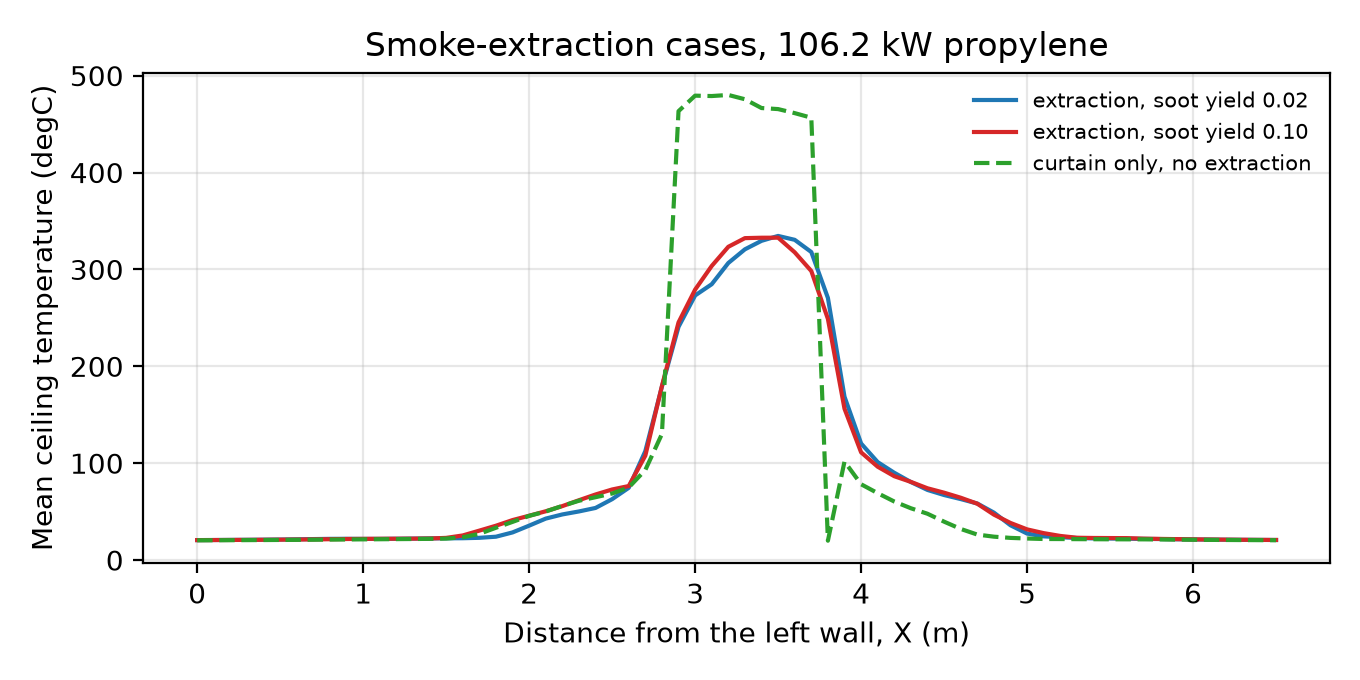 Smoke-extraction cases, 106.2 kW propylene
Mean ceiling temperature (degC)
500
400
300
200
100
0
extraction, soot yield 0.02
extraction, soot yield 0.10
curtain only, no extraction
0 1 2 3 4 5 6
Distance from the left wall, X (m)